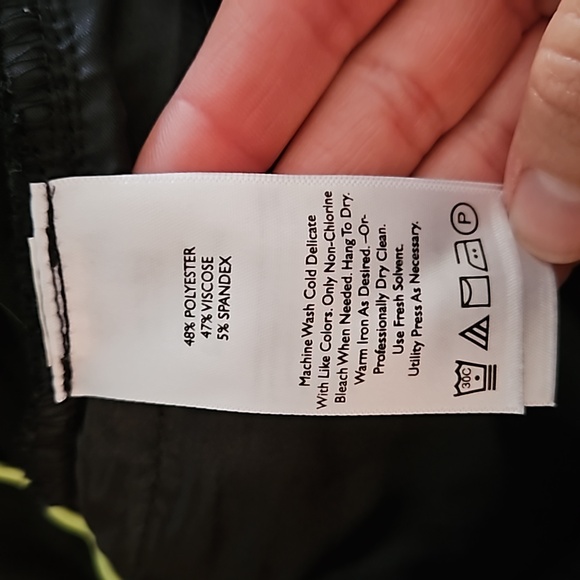 48% POLYESTER
47% VISCOSE
5% SPANDEX
Machine Wash Cold Delicate
With Like Colors. Only Non-Chlorine
Bleach When Needed. Hang To Dry.
Warm Iron As Desired. –Or–
Professionally Dry Clean.
Use Fresh Solvent.
Utility Press As Necessary.
30C P